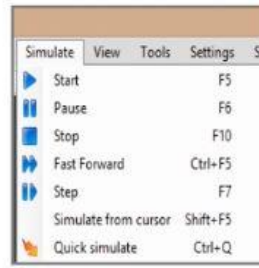 Simulate View Tools Settings S
Start F5
Pause F6
Stop F10
Fast Forward Ctrl+F5
Step F7
Simulate from cursor Shift+F5
Quick simulate Ctrl+Q